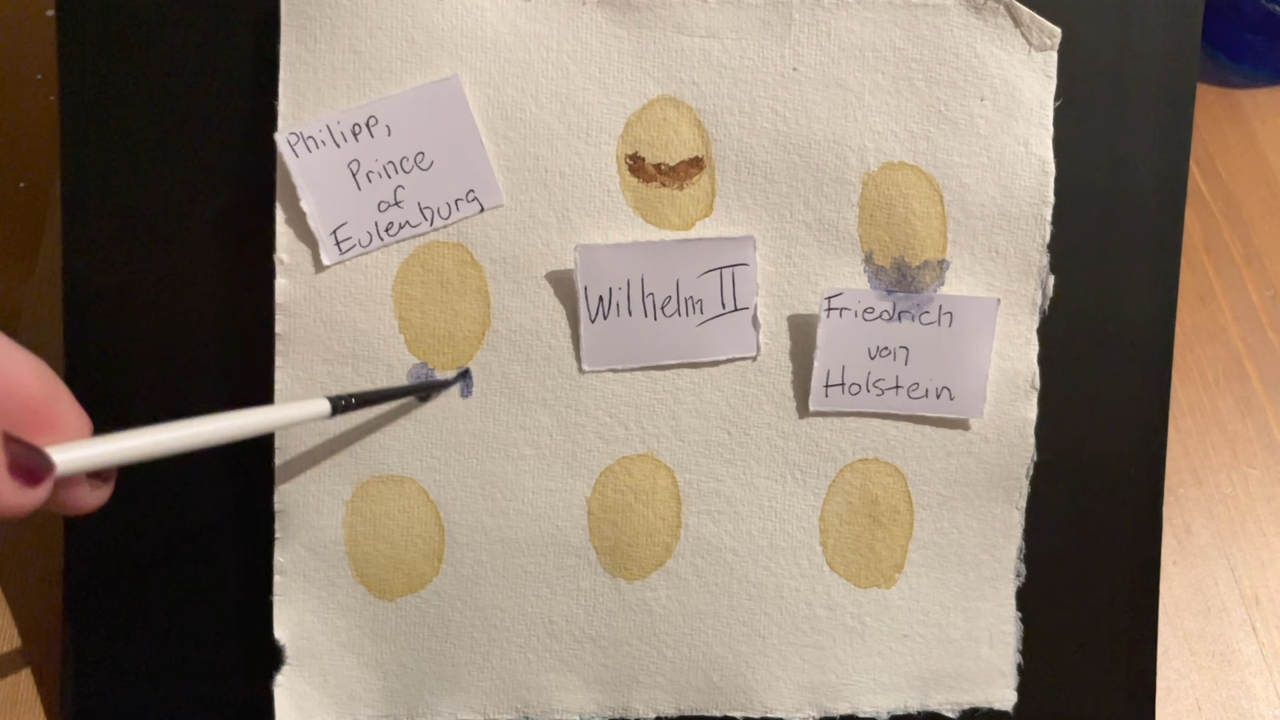 Philipp,
Prince
of
Eulenburg
Wilhelm II
Friedrich
von
Holstein